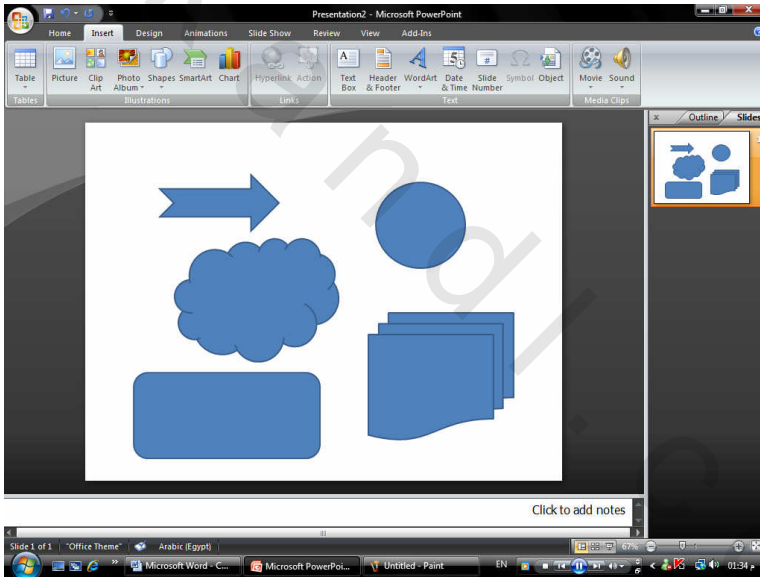 Presentation2 - Microsoft PowerPoint
Home Insert Design Animations Slide Show Review View Add-Ins
Table Picture Clip Art Photo Album Shapes SmartArt Chart Hyperlink Action Text Box Header & Footer WordArt Date & Time Slide Number Symbol Object Movie Sound
Tables Illustrations Links Text Media Clips
x Outline Slides
Click to add notes
Slide 1 of 1 "Office Theme" Arabic (Egypt) 67%
Microsoft Word - C... Microsoft PowerPoi... Untitled - Paint EN 01:34 م